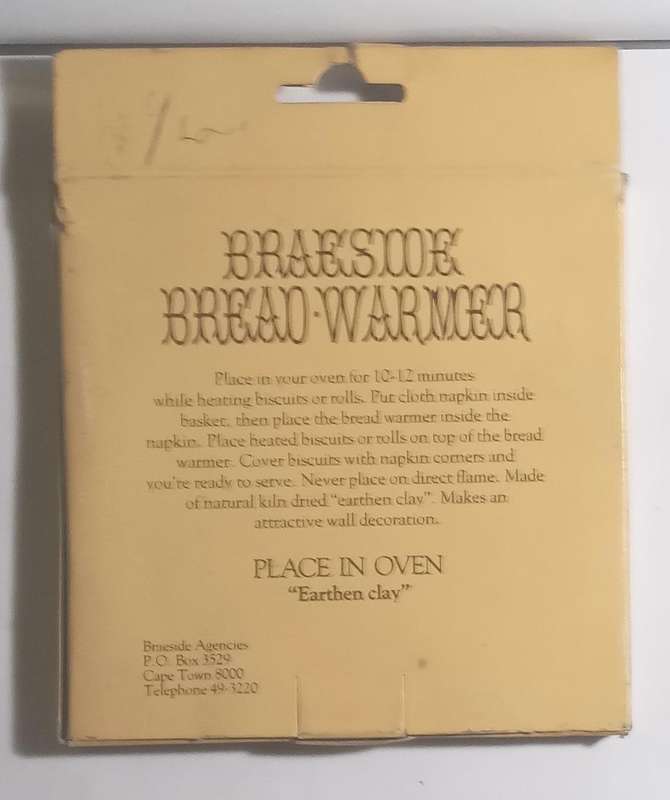 BRAESIDE
BREAD·WARMER
Place in your oven for 10-12 minutes
while heating biscuits or rolls. Put cloth napkin inside
basket, then place the bread warmer inside the
napkin. Place heated biscuits or rolls on top of the bread
warmer. Cover biscuits with napkin corners and
you're ready to serve. Never place on direct flame. Made
of natural kiln dried "earthen clay". Makes an
attractive wall decoration.
PLACE IN OVEN
"Earthen clay"
Braeside Agencies
P.O. Box 3529
Cape Town 8000
Telephone 49-3220